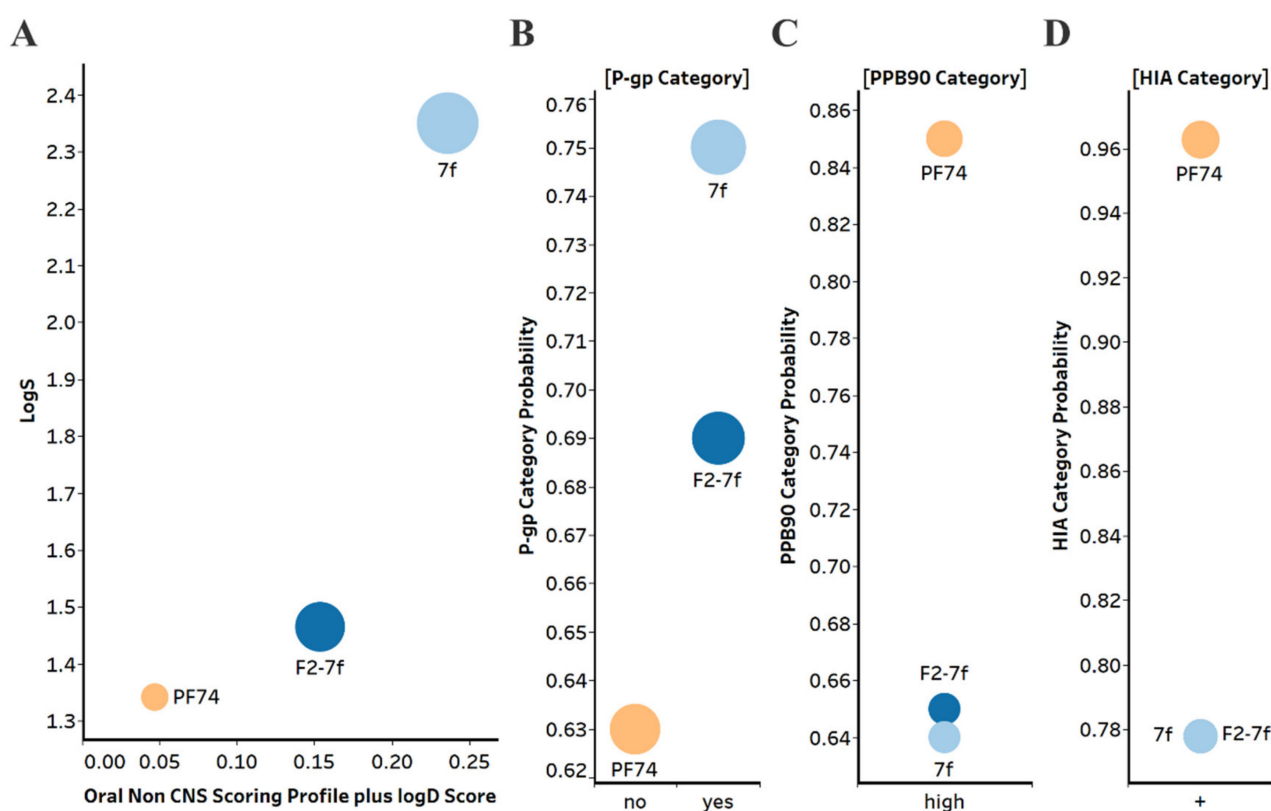 A
B
C
D
LogS
2.4
2.3
2.2
2.1
2.0
1.9
1.8
1.7
1.6
1.5
1.4
1.3
7f
F2-7f
PF74
0.00 0.05 0.10 0.15 0.20 0.25
Oral Non CNS Scoring Profile plus logD Score
[P-gp Category]
P-gp Category Probability
0.76
0.75
0.74
0.73
0.72
0.71
0.70
0.69
0.68
0.67
0.66
0.65
0.64
0.63
0.62
7f
F2-7f
PF74
no yes
[PPB90 Category]
PPB90 Category Probability
0.86
0.84
0.82
0.80
0.78
0.76
0.74
0.72
0.70
0.68
0.66
0.64
PF74
F2-7f
7f
high
[HIA Category]
HIA Category Probability
0.96
0.94
0.92
0.90
0.88
0.86
0.84
0.82
0.80
0.78
PF74
7f F2-7f
+